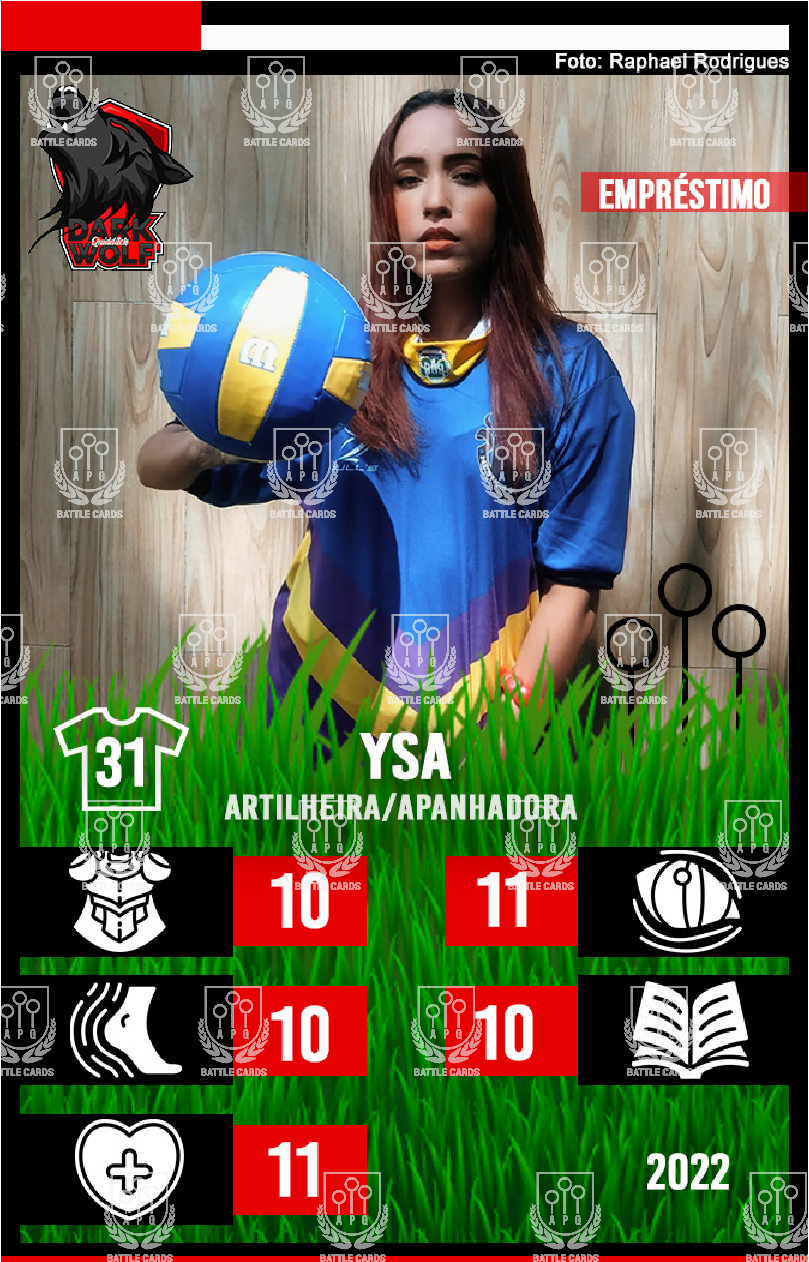 Foto: Raphael Rodrigues
DARK
Quidditch
WOLF
EMPRÉSTIMO
31
YSA
ARTILHEIRA/APANHADORA
10
11
10
10
11
2022
APQ
BATTLE CARDS